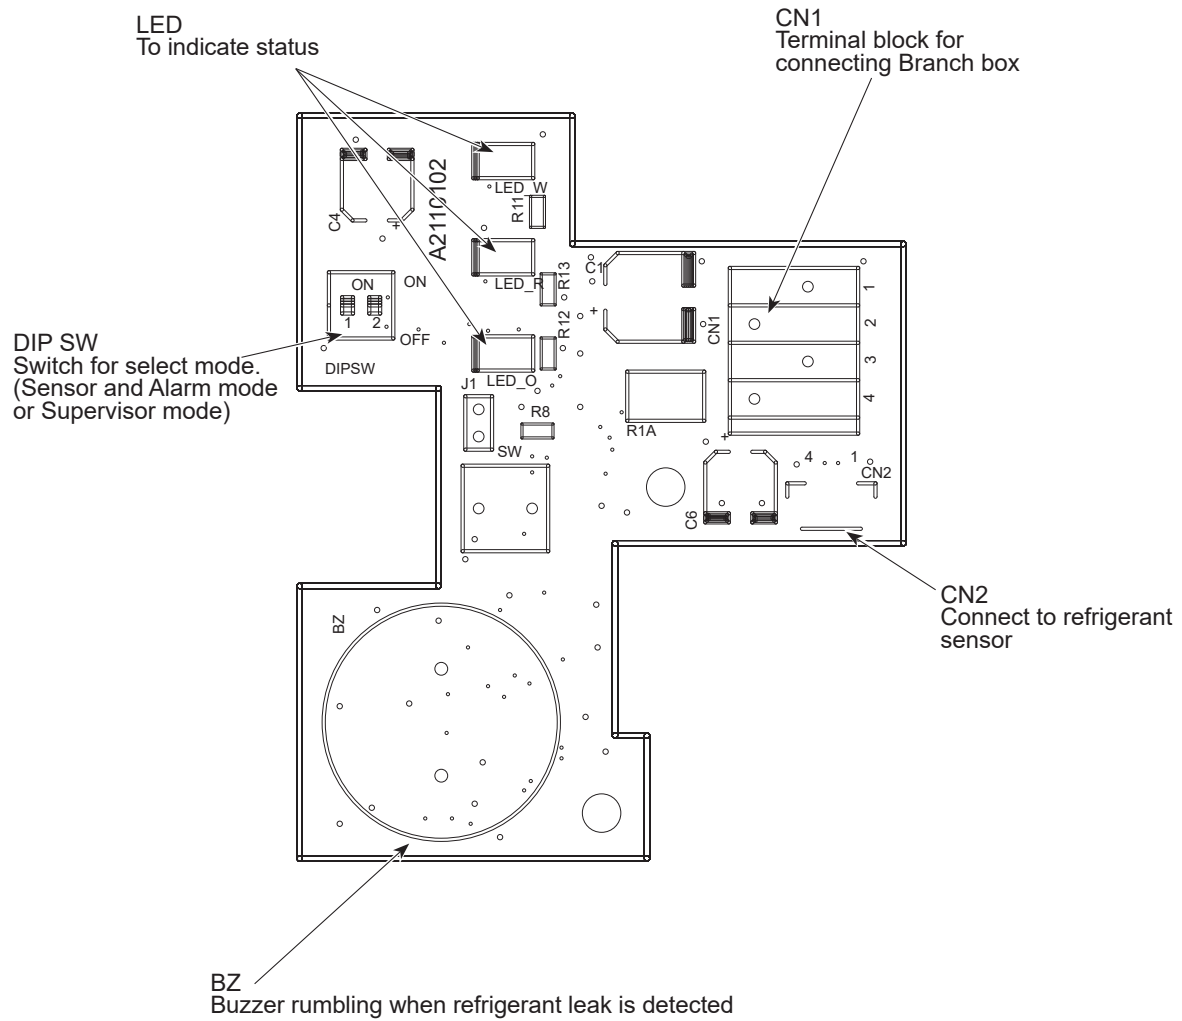 LED
To indicate status
CN1
Terminal block for
connecting Branch box
A2110102
LED_W
R11
C4
+
LED_R
R13
C1
+
ON
ON
1 2
OFF
DIPSW
R12
LED_O
CN1
1
2
3
4
DIP SW
Switch for select mode.
(Sensor and Alarm mode
or Supervisor mode)
J1
R8
R1A
SW
+
4 1
CN2
C6
CN2
Connect to refrigerant
sensor
BZ
BZ
Buzzer rumbling when refrigerant leak is detected